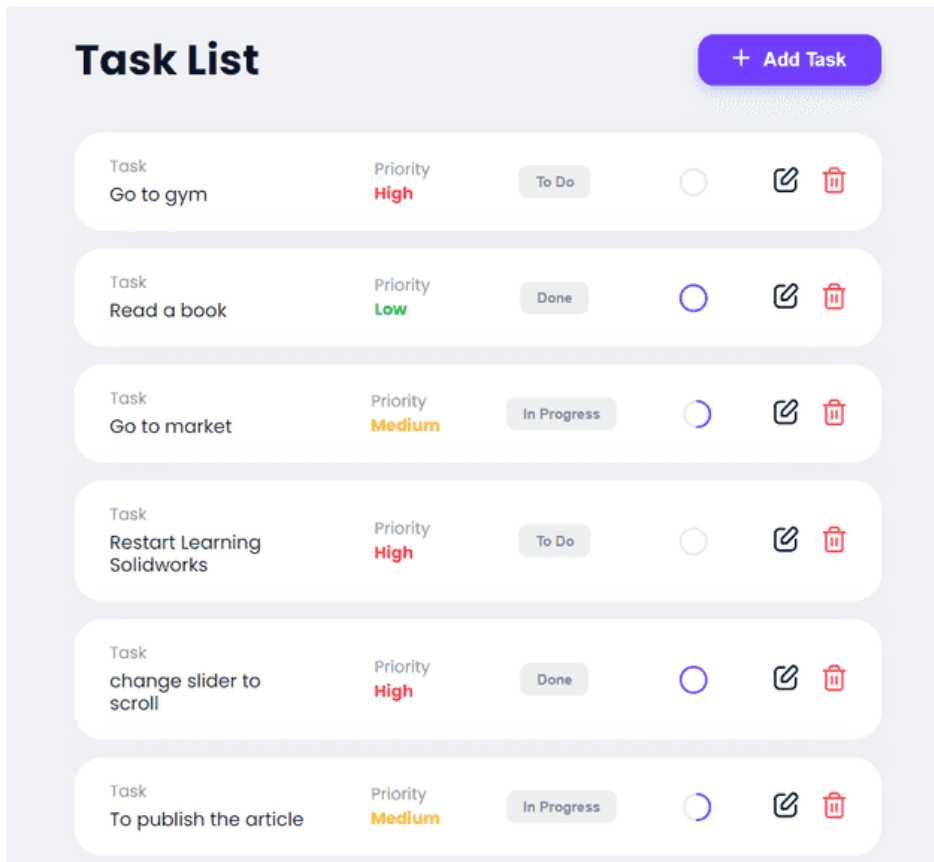 Task List
+ Add Task
Task
Go to gym
Priority
High
To Do
Task
Read a book
Priority
Low
Done
Task
Go to market
Priority
Medium
In Progress
Task
Restart Learning
Solidworks
Priority
High
To Do
Task
change slider to
scroll
Priority
High
Done
Task
To publish the article
Priority
Medium
In Progress